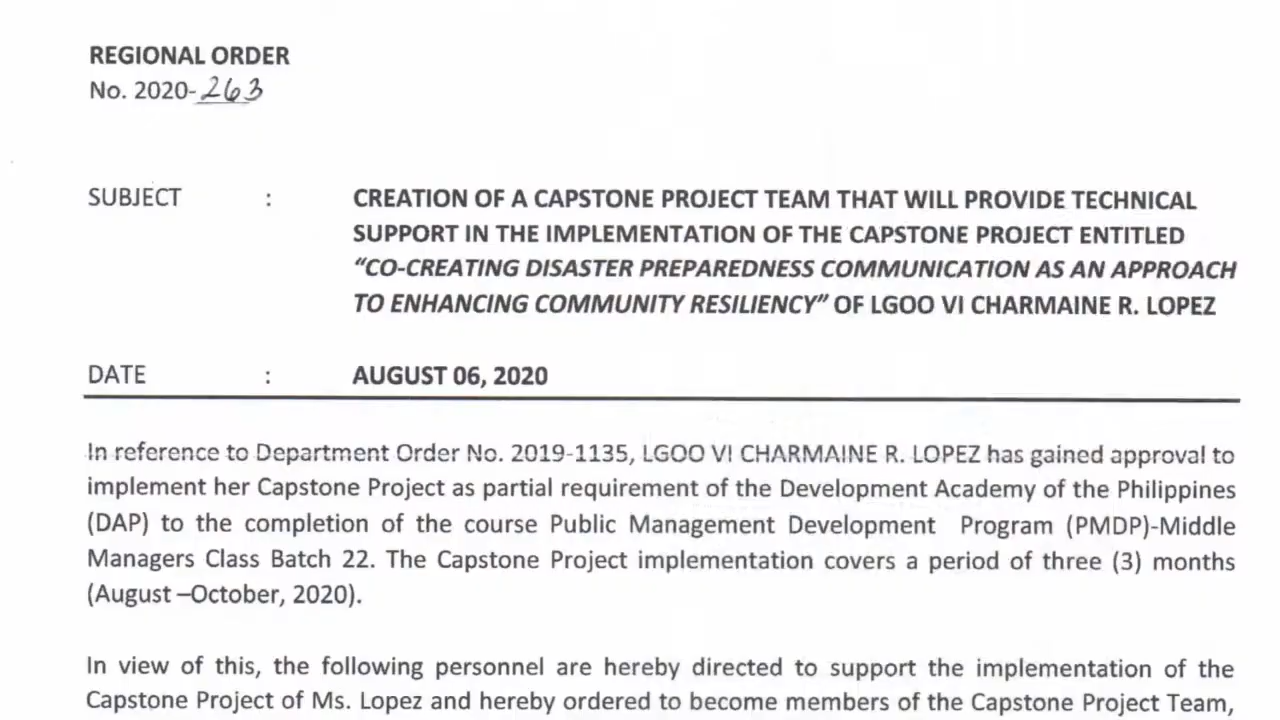 REGIONAL ORDER
No. 2020-263
SUBJECT : CREATION OF A CAPSTONE PROJECT TEAM THAT WILL PROVIDE TECHNICAL
SUPPORT IN THE IMPLEMENTATION OF THE CAPSTONE PROJECT ENTITLED
“CO-CREATING DISASTER PREPAREDNESS COMMUNICATION AS AN APPROACH
TO ENHANCING COMMUNITY RESILIENCY” OF LGOO VI CHARMAINE R. LOPEZ
DATE : AUGUST 06, 2020
In reference to Department Order No. 2019-1135, LGOO VI CHARMAINE R. LOPEZ has gained approval to
implement her Capstone Project as partial requirement of the Development Academy of the Philippines
(DAP) to the completion of the course Public Management Development Program (PMDP)-Middle
Managers Class Batch 22. The Capstone Project implementation covers a period of three (3) months
(August –October, 2020).
In view of this, the following personnel are hereby directed to support the implementation of the
Capstone Project of Ms. Lopez and hereby ordered to become members of the Capstone Project Team,